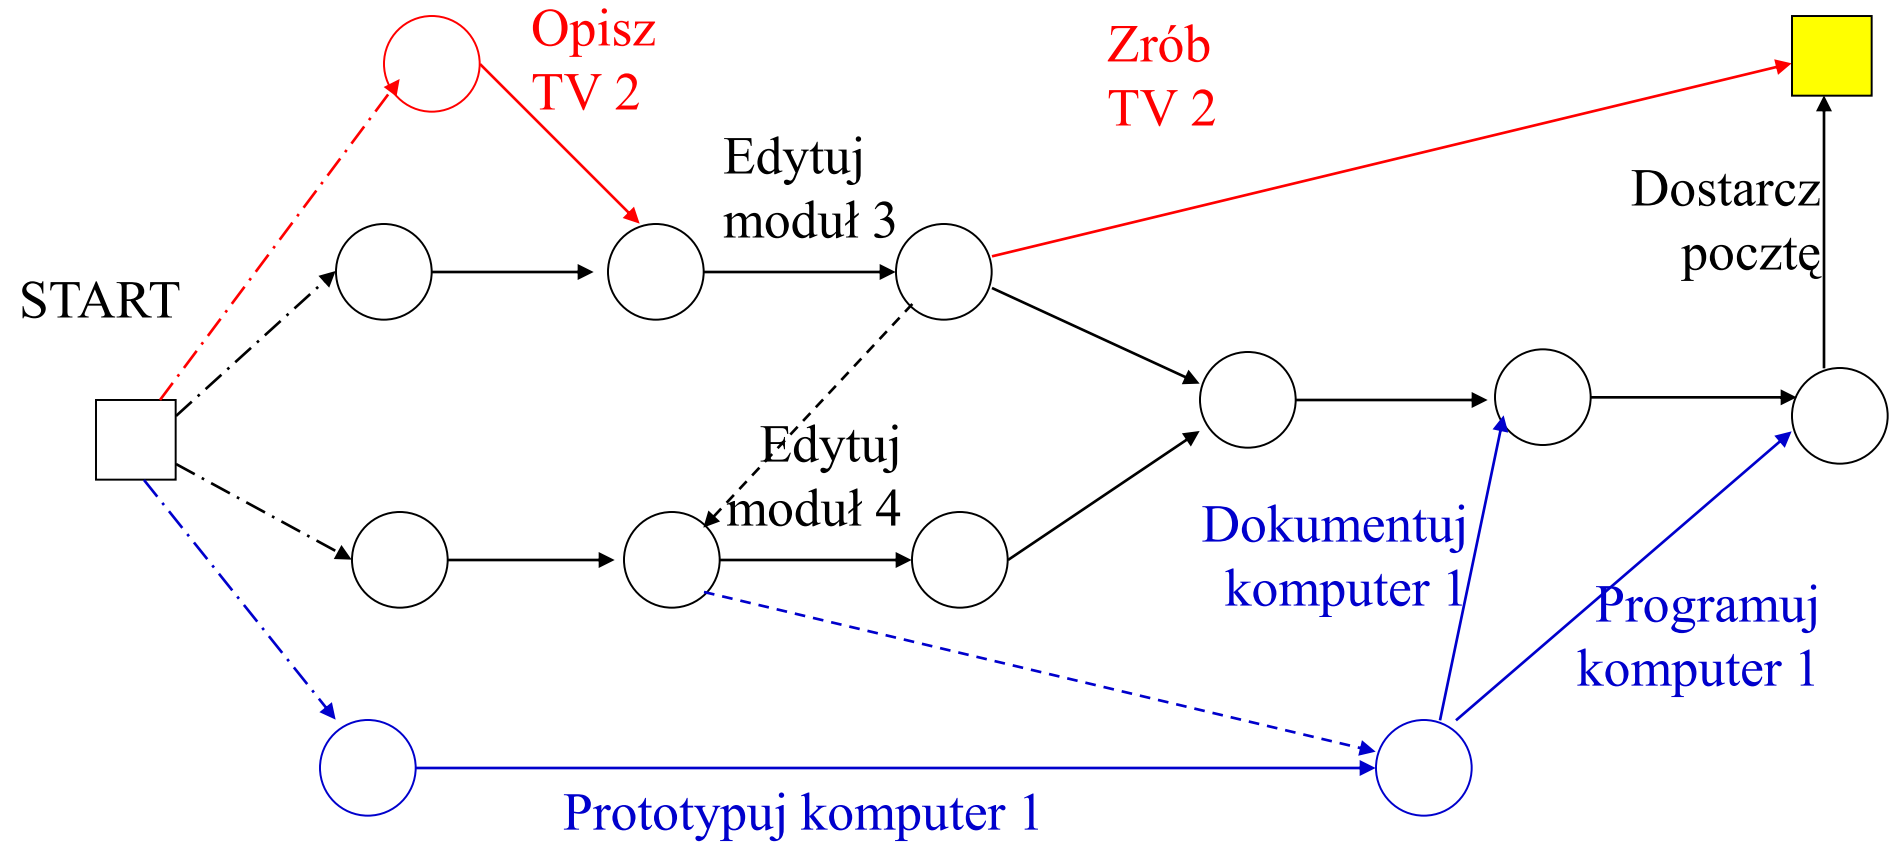 Opisz
TV 2
Zrób
TV 2
Edytuj
moduł 3
Dostarcz
pocztę
START
Edytuj
moduł 4
Dokumentuj
komputer 1
Programuj
komputer 1
Prototypuj komputer 1